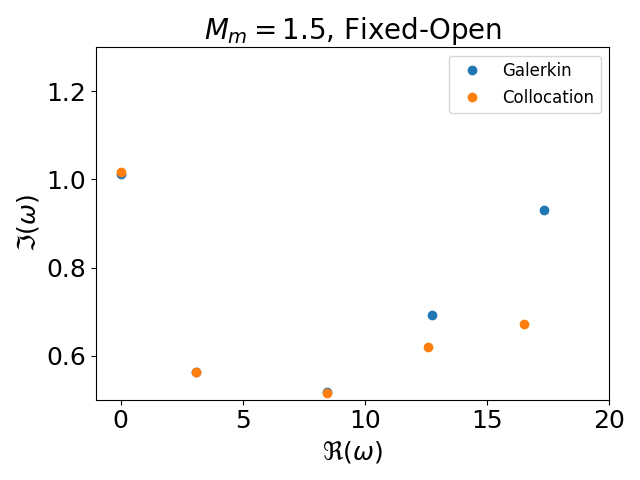 M_m = 1.5, Fixed-Open
Galerkin
Collocation
1.2
1.0
0.8
0.6
ℑ(ω)
0 5 10 15 20
ℜ(ω)